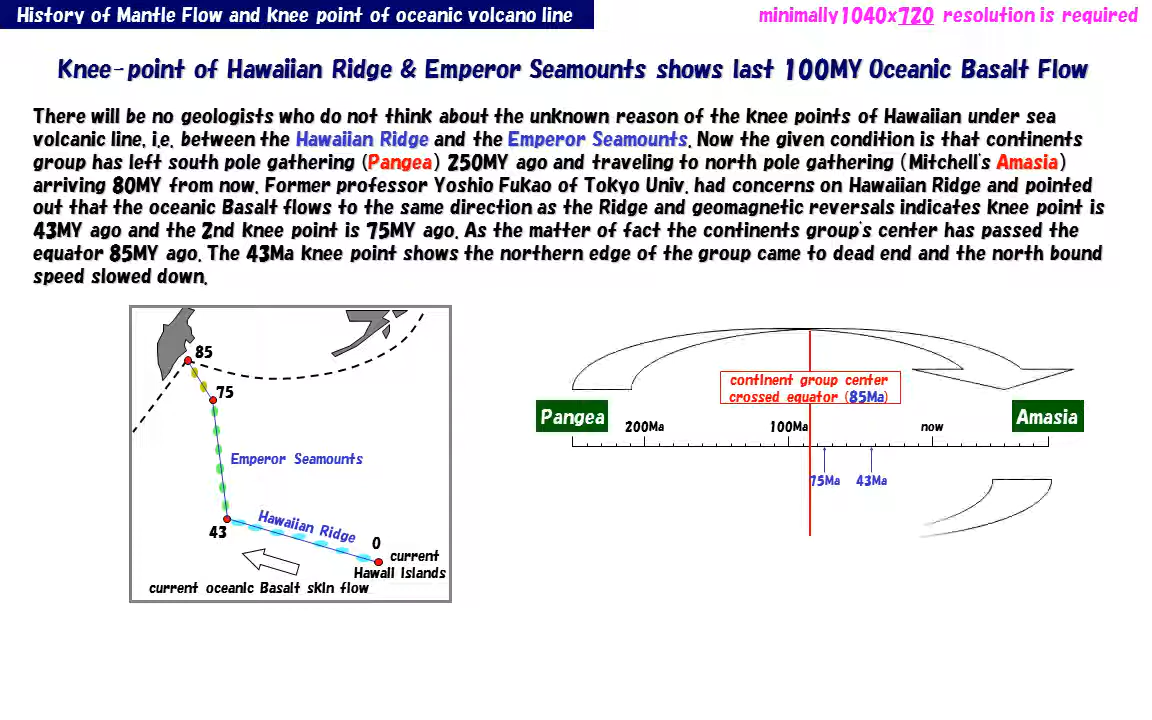 History of Mantle Flow and Knee point of oceanic volcano line
minimally 1040x720 resolution is required
Knee-point of Hawaiian Ridge & Emperor Seamounts shows last 100MY Oceanic Basalt Flow
There will be no geologists who do not think about the unknown reason of the Knee points of Hawaiian under sea
volcanic line, i.e. between the Hawaiian Ridge and the Emperor Seamounts. Now the given condition is that continents
group has left south pole gathering (Pangea) 250MY ago and traveling to north pole gathering (Mitchell's Amasia)
arriving 80MY from now. Former professor Yoshio Fukao of Tokyo Univ. had concerns on Hawaiian Ridge and pointed
out that the oceanic Basalt flows to the same direction as the Ridge and geomagnetic reversals indicates Knee point is
43MY ago and the 2nd Knee point is 75MY ago. As the matter of fact the continents group's center has passed the
equator 85MY ago. The 43Ma Knee point shows the northern edge of the group came to dead end and the north bound
speed slowed down.
85
75
Emperor Seamounts
Hawaiian Ridge
43
0
current
Hawaii Islands
current oceanic Basalt skin flow
continent group center
crossed equator (85Ma)
Pangea
Amasia
200Ma
100Ma
now
75Ma
43Ma